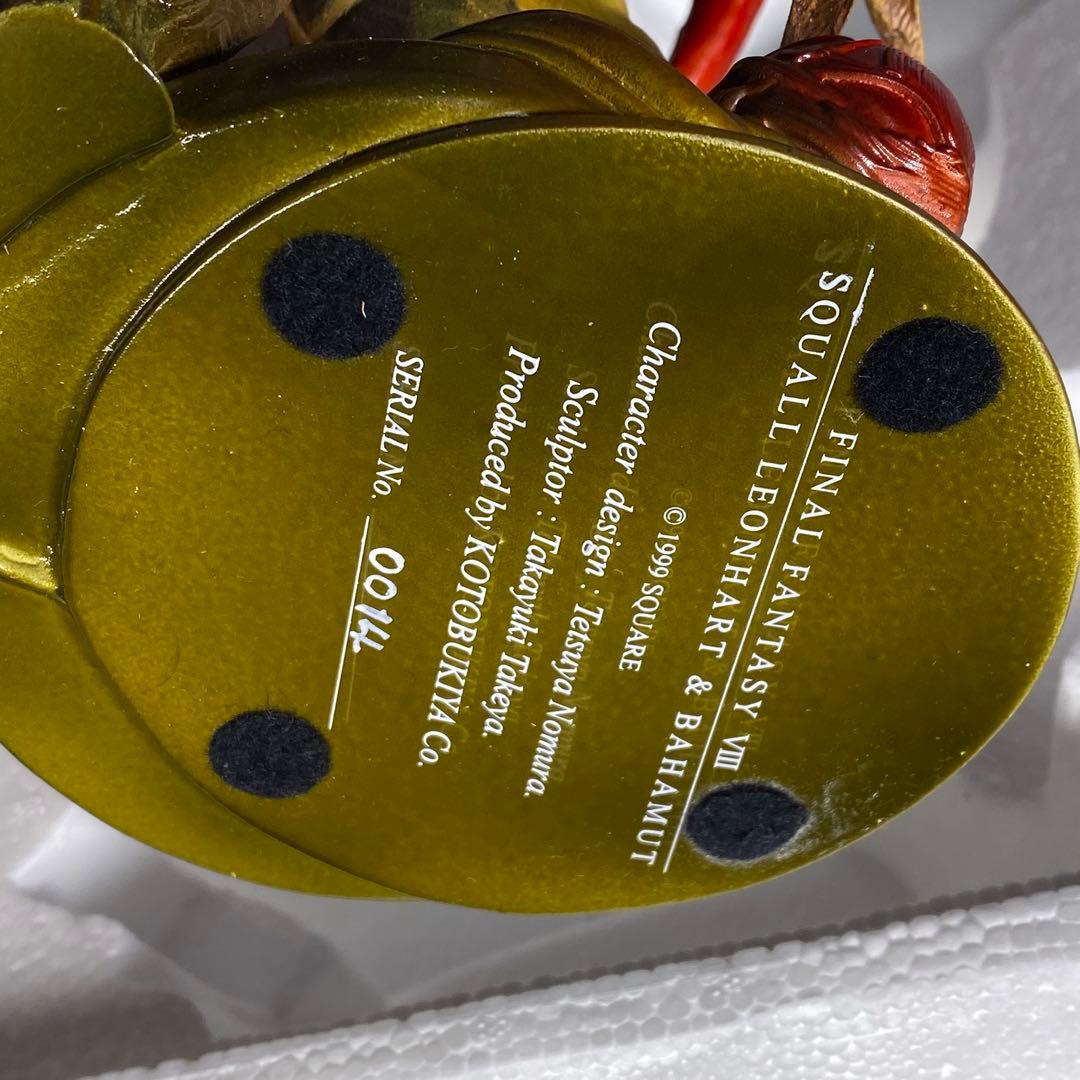 FINAL FANTASY VIII
SQUALL LEONHART & BAHAMUT
© 1999 SQUARE
Character design : Tetsuya Nomura.
Sculptor : Takayuki Takeya.
Produced by KOTOBUKIYA Co.
SERIAL No. 0014